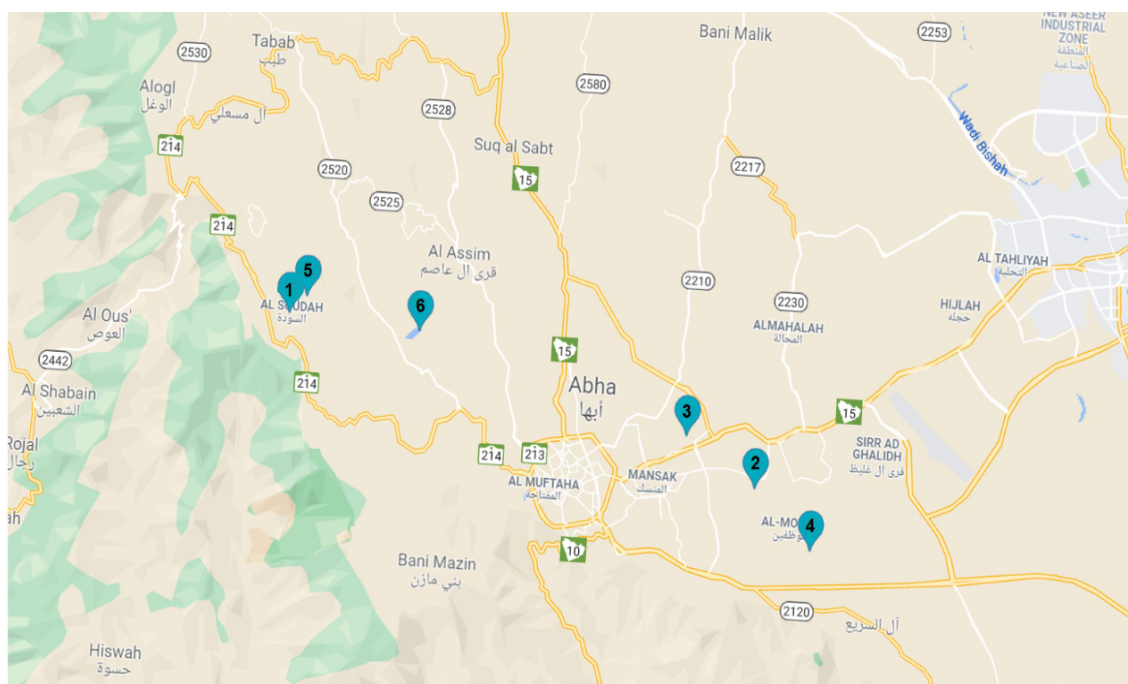 2253
NEW ASEER
INDUSTRIAL
ZONE
المنطقة
الصناعية
Bani Malik
Tabab
طبب
2530
Alogl
الوغل
آل مسعلي
2580
2528
Wadi Bishah
214
Suq al Sabt
15
2217
2520
2525
214
Al Assim
قرى ال عاصم
AL TAHLIYAH
التحلية
5
1
AL
السودة
6
2210
2230
HIJLAH
حجله
Al Ous'
العوص
ALMAHALAH
المحالة
2442
15
214
Abha
أبها
Al Shabain
الشعبين
3
15
Rojal
رجال
214
213
SIRR AD
GHALIDH
قرى آل غليظ
2
MANSAK
المنسك
AL MUFTAHA
المفتاحة
4
10
Bani Mazin
بني مازن
2120
آل السريع
Hiswah
حسوة